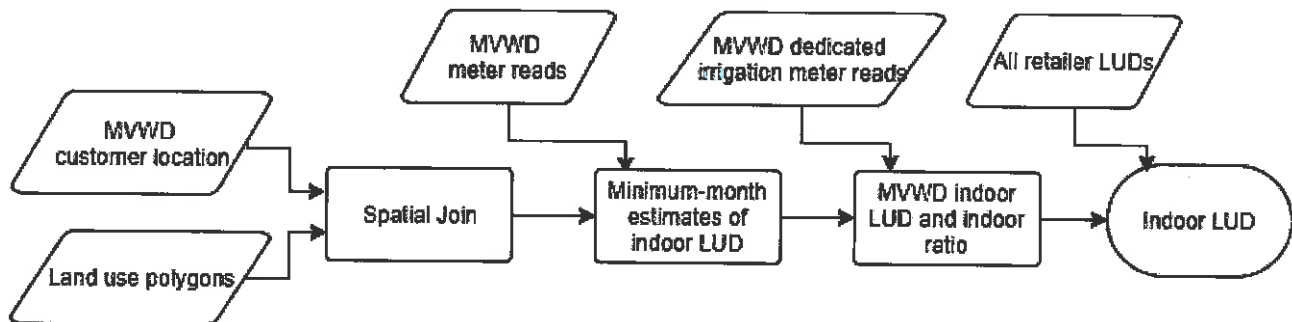 MVWD
meter reads
MVWD dedicated
irrigation meter reads
All retailer LUDs
MVWD
customer location
Spatial Join
Minimum-month
estimates of
indoor LUD
MVWD indoor
LUD and indoor
ratio
Indoor LUD
Land use polygons